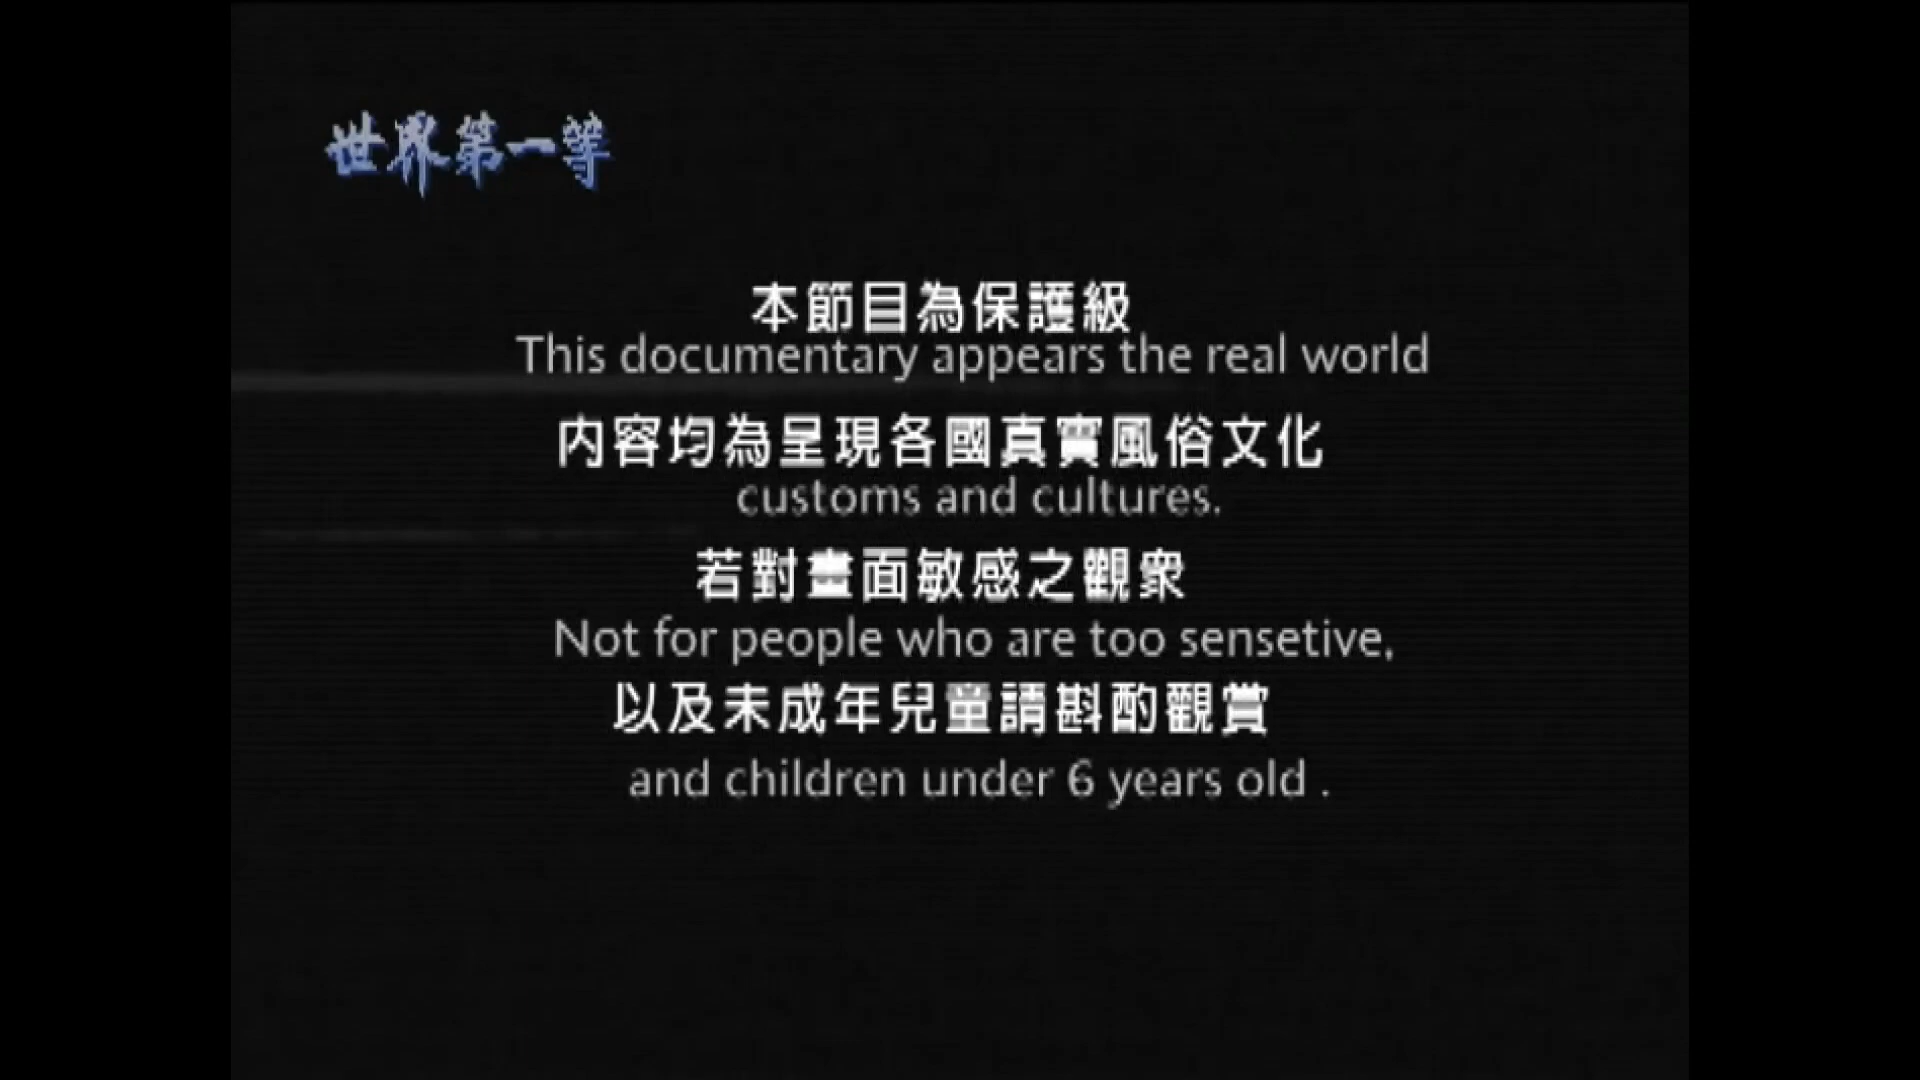 世界第一等
本節目為保護級
This documentary appears the real world
內容均為呈現各國真實風俗文化
customs and cultures.
若對畫面敏感之觀眾
Not for people who are too sensetive,
以及未成年兒童請斟酌觀賞
and children under 6 years old .